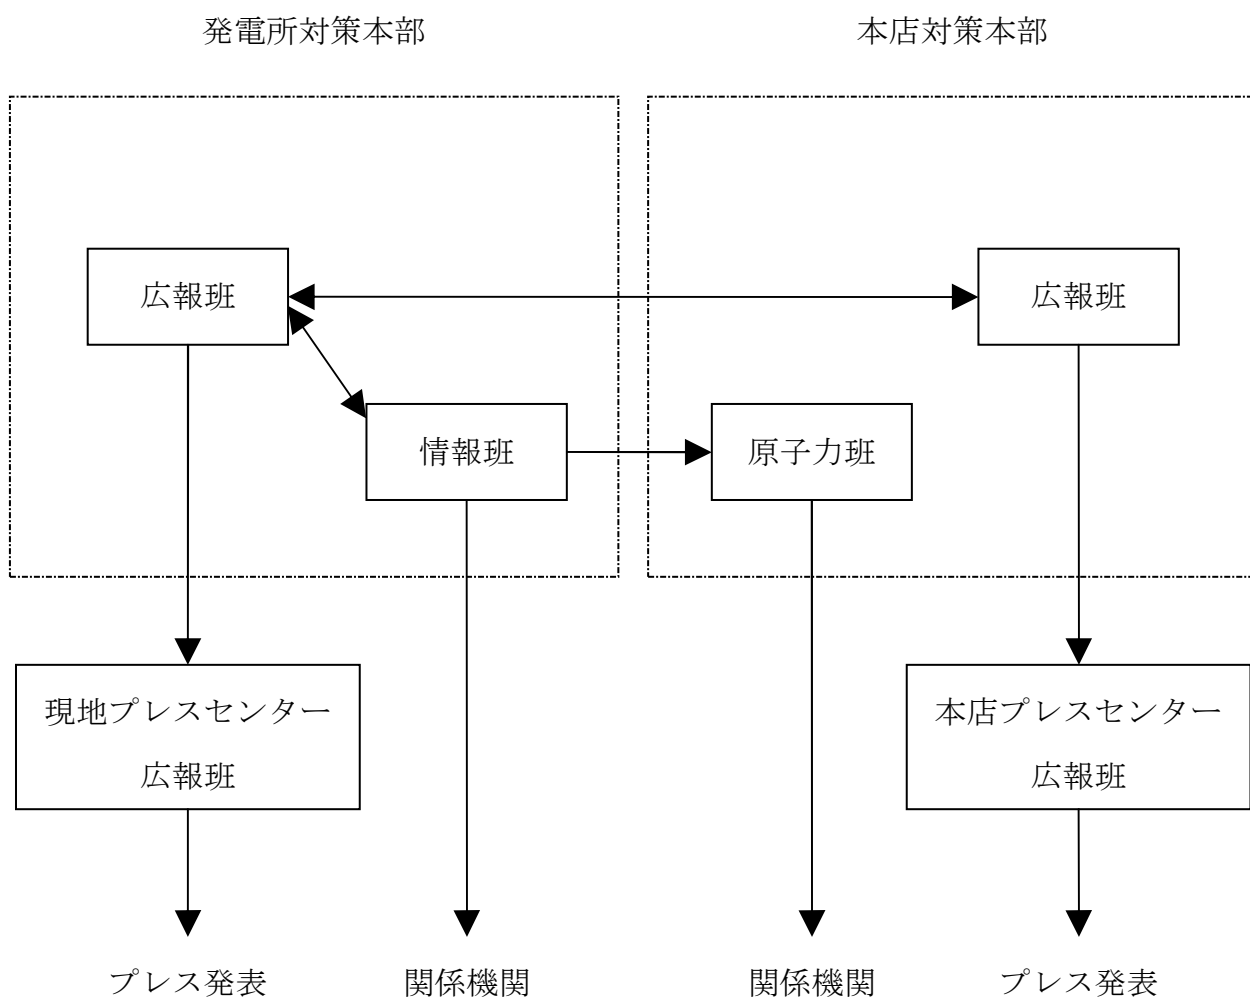 発電所対策本部
本店対策本部
広報班
広報班
情報班
原子力班
現地プレスセンター
広報班
本店プレスセンター
広報班
プレス発表
関係機関
関係機関
プレス発表